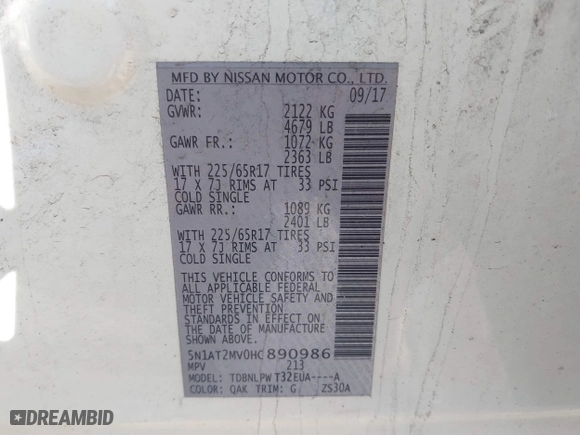 MFD BY NISSAN MOTOR CO., LTD.
DATE: 09/17
GVWR: 2122 KG
4679 LB
GAWR FR.: 1072 KG
2363 LB
WITH 225/65R17 TIRES
17 X 7J RIMS AT 33 PSI
COLD SINGLE
GAWR RR.: 1089 KG
2401 LB
WITH 225/65R17 TIRES
17 X 7J RIMS AT 33 PSI
COLD SINGLE
THIS VEHICLE CONFORMS TO
ALL APPLICABLE FEDERAL
MOTOR VEHICLE SAFETY AND
THEFT PREVENTION
STANDARDS IN EFFECT ON
THE DATE OF MANUFACTURE
SHOWN ABOVE.
5N1AT2MV0HC890986
MPV 213
MODEL: TDBNLPW T32EUA----A
COLOR: QAK TRIM: G ZS30A
AUTOHELPERBOT.COM